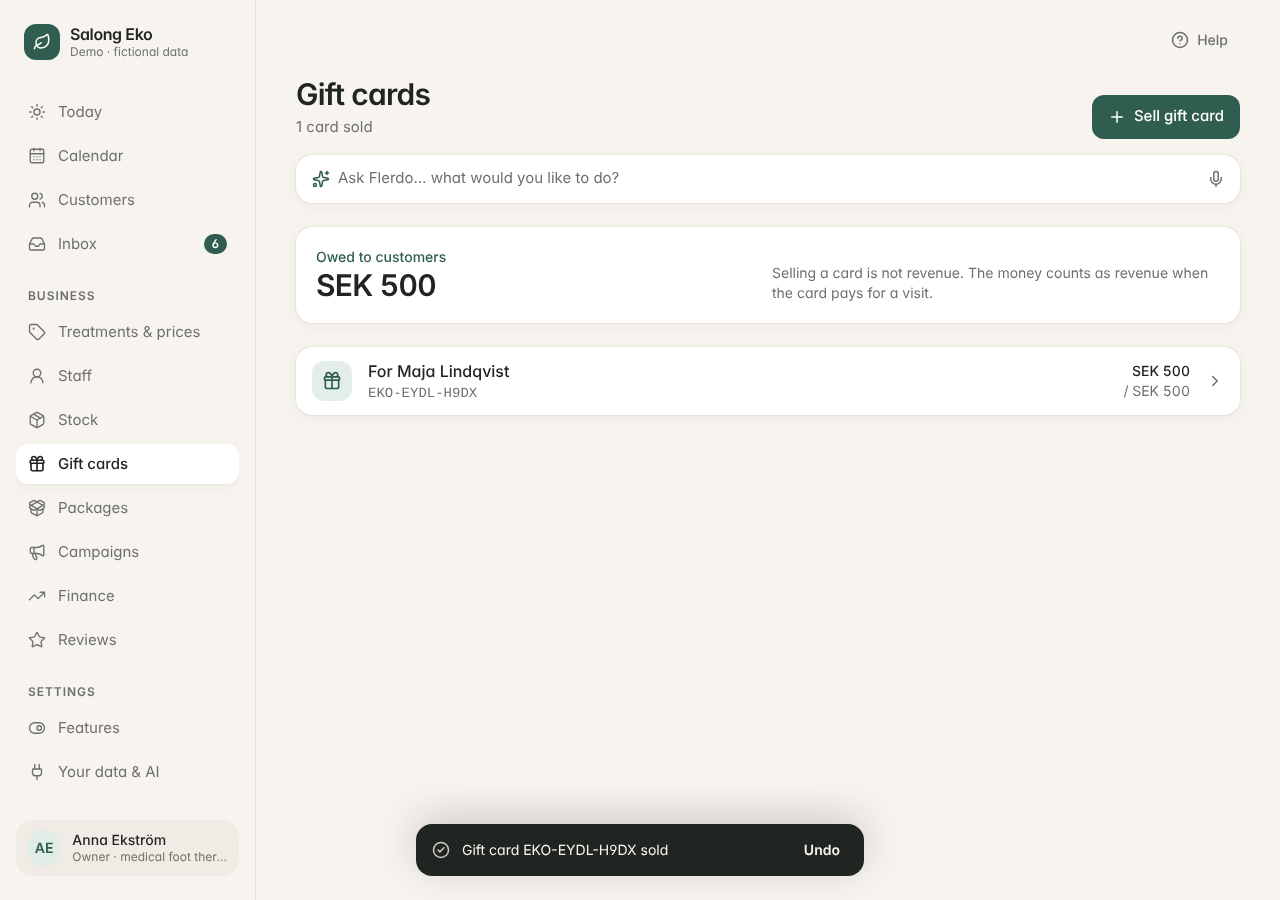 Salong Eko
Demo · fictional data
Help
Today
Calendar
Customers
Inbox 6
BUSINESS
Treatments & prices
Staff
Stock
Gift cards
Packages
Campaigns
Finance
Reviews
SETTINGS
Features
Your data & AI
AE
Anna Ekström
Owner · medical foot ther...
Gift cards
1 card sold
Sell gift card
Ask Flerdo... what would you like to do?
Owed to customers
SEK 500
Selling a card is not revenue. The money counts as revenue when
the card pays for a visit.
For Maja Lindqvist
EKO-EYDL-H9DX
SEK 500
/ SEK 500
Gift card EKO-EYDL-H9DX sold Undo